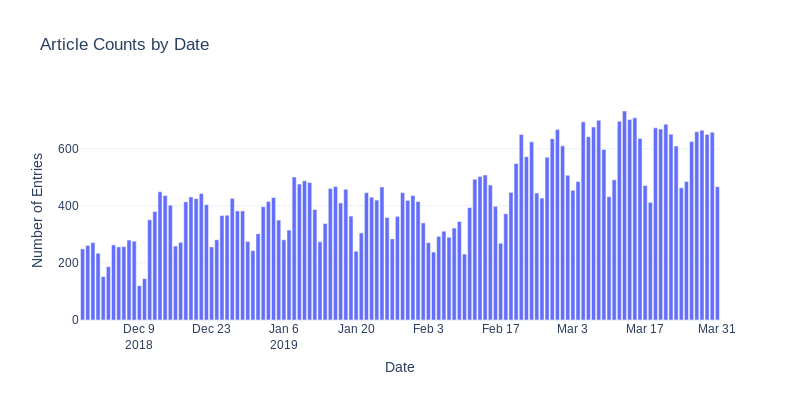 Article Counts by Date
Number of Entries
600
400
200
0
Dec 9
2018
Dec 23
Jan 6
2019
Jan 20
Feb 3
Feb 17
Mar 3
Mar 17
Mar 31
Date